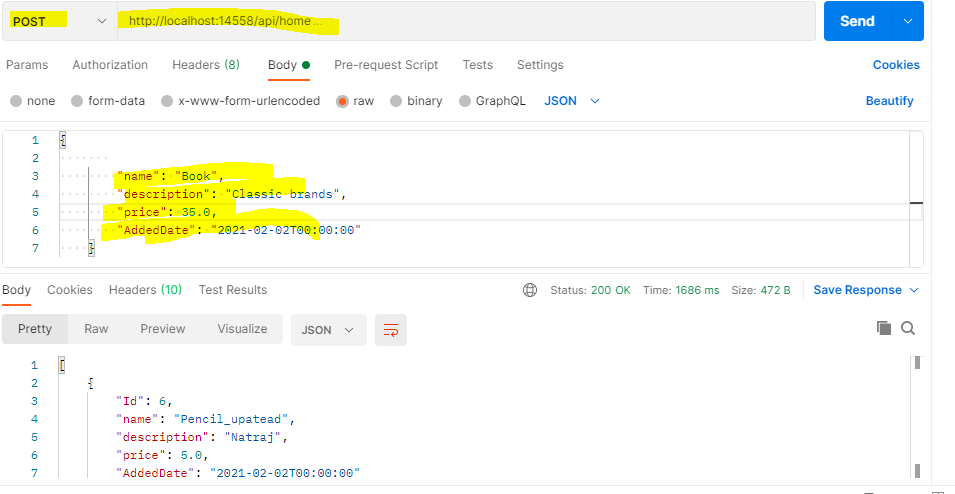 POST http://localhost:14558/api/home... Send
Params Authorization Headers (8) Body Pre-request Script Tests Settings Cookies
none form-data x-www-form-urlencoded raw binary GraphQL JSON Beautify
1 {
2
3 "name": "Book",
4 "description": "Classic brands",
5 "price": 35.0,
6 "AddedDate": "2021-02-02T00:00:00"
7 }
Body Cookies Headers (10) Test Results Status: 200 OK Time: 1686 ms Size: 472 B Save Response
Pretty Raw Preview Visualize JSON
1 [
2 {
3 "Id": 6,
4 "name": "Pencil_upatead",
5 "description": "Natraj",
6 "price": 5.0,
7 "AddedDate": "2021-02-02T00:00:00"